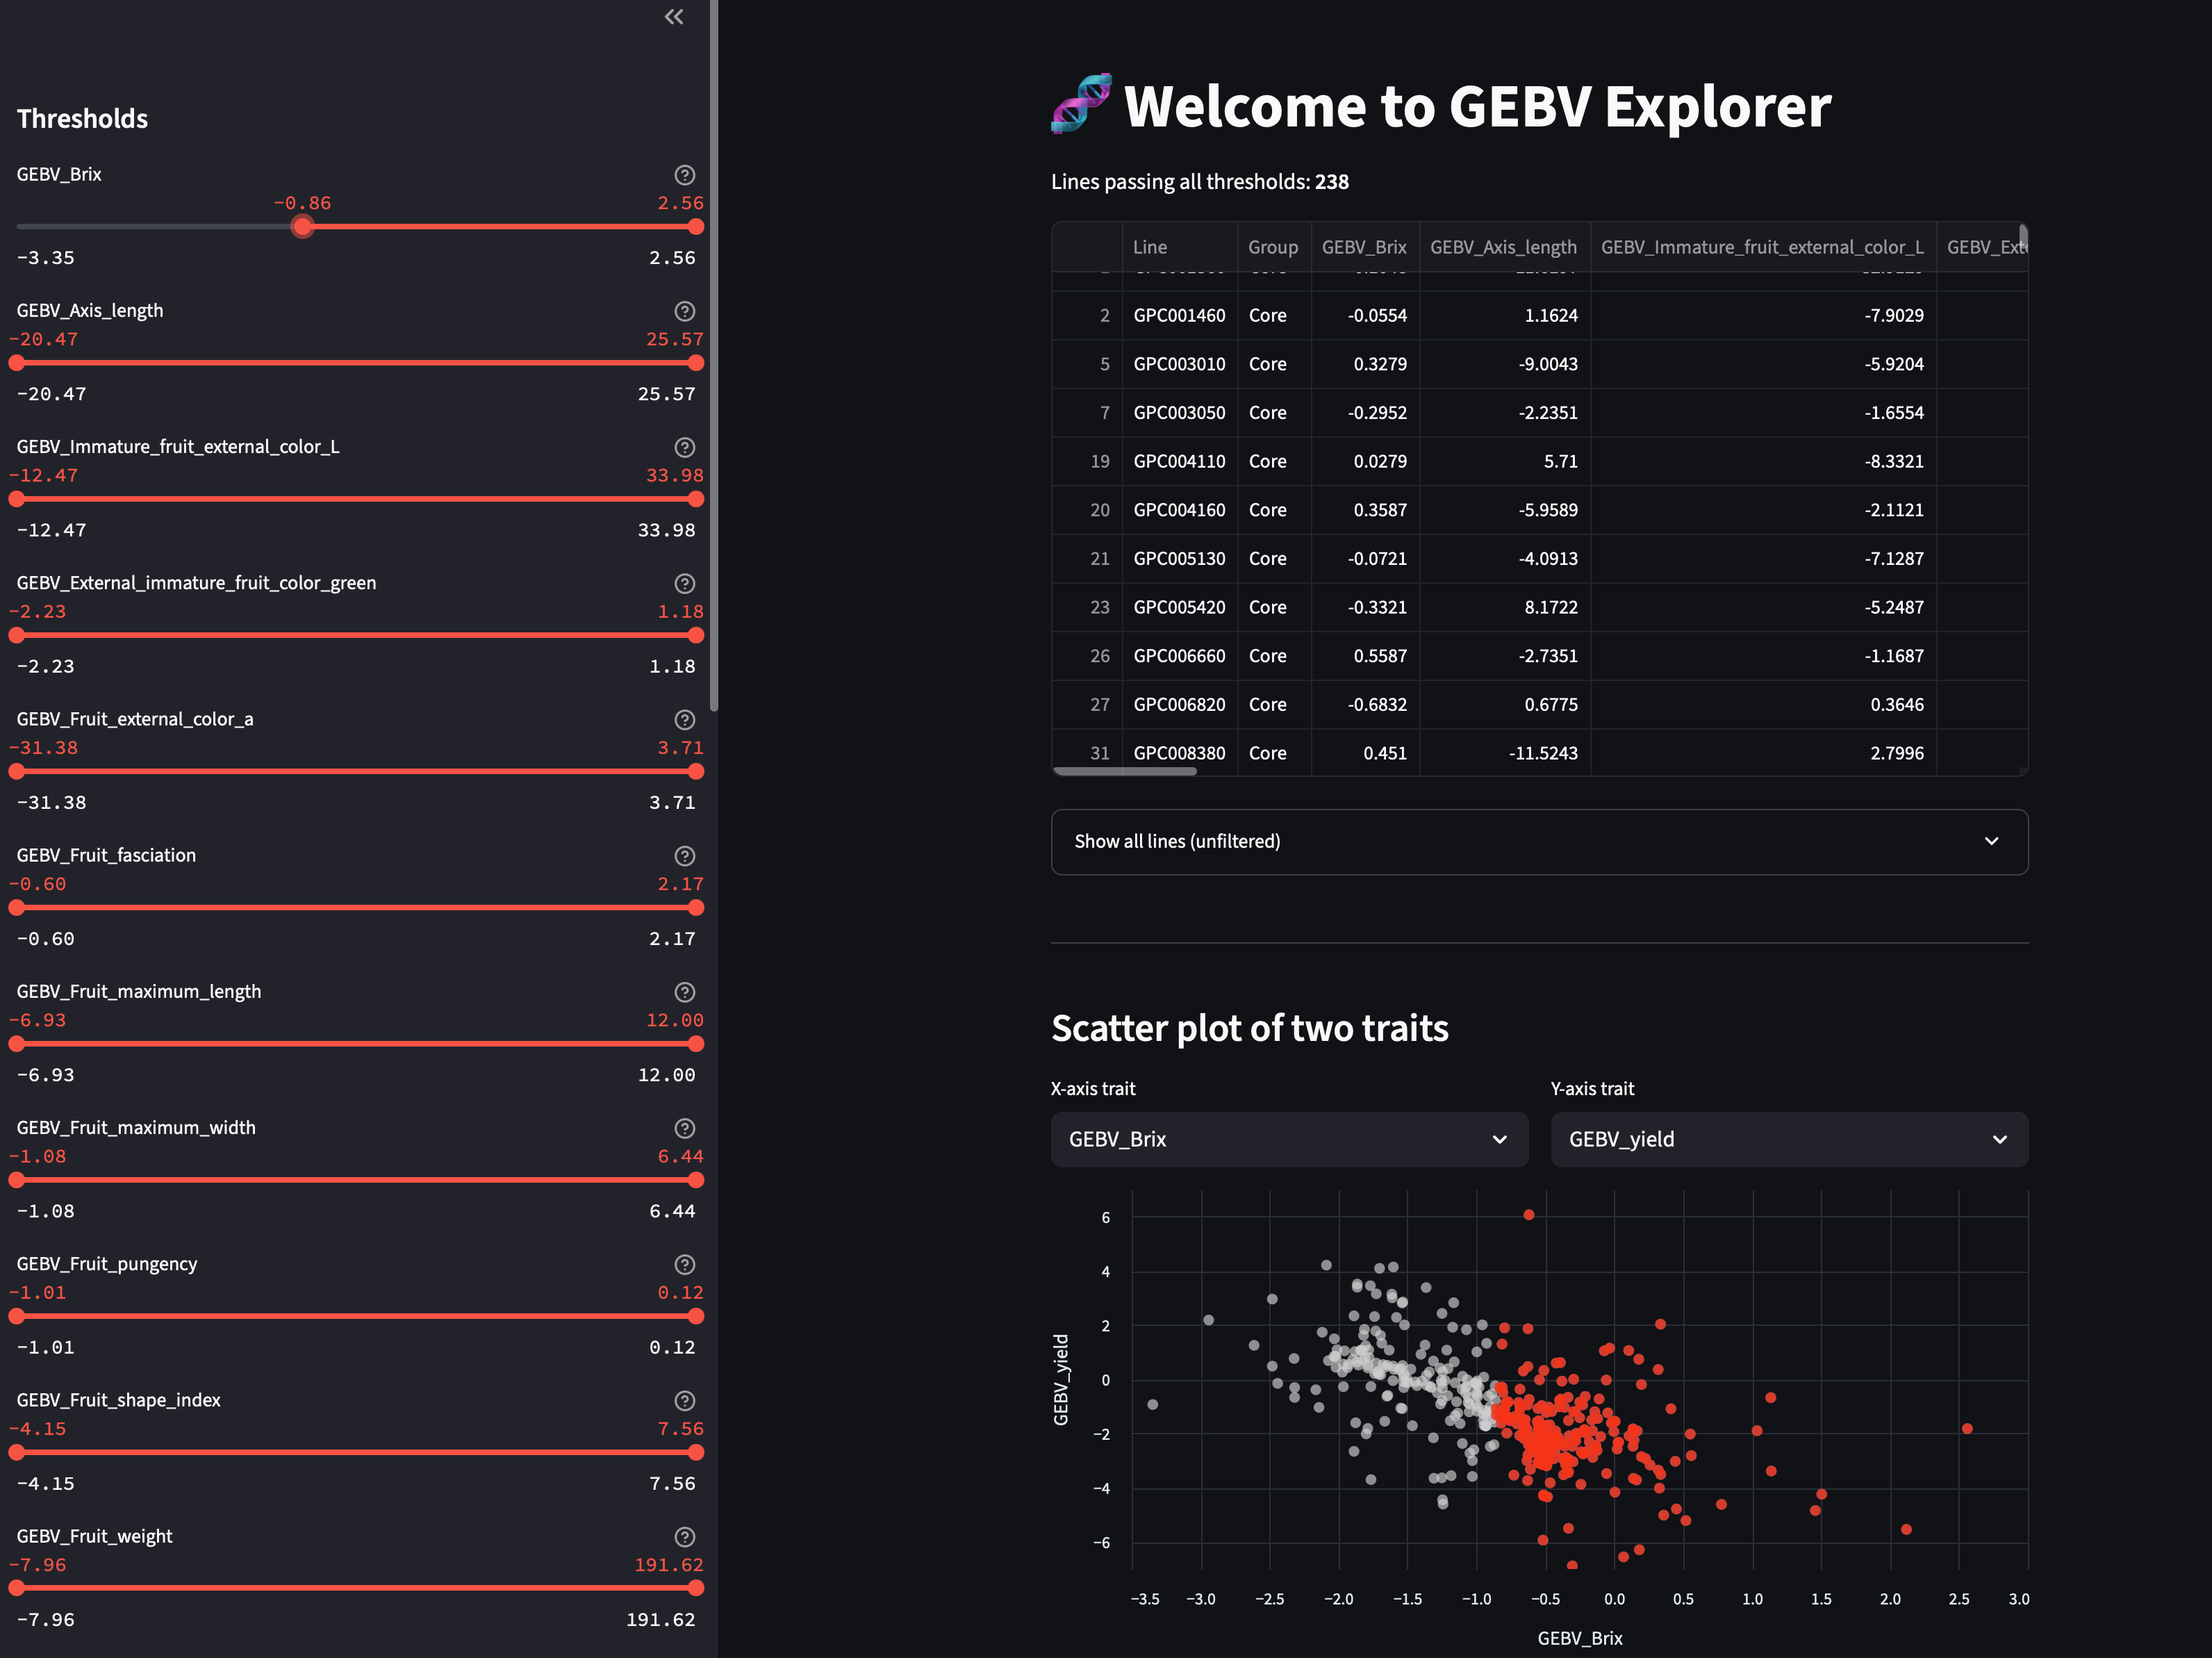 Thresholds
GEBV_Brix
−0.86 2.56
−3.35 2.56
GEBV_Axis_length
−20.47 25.57
−20.47 25.57
GEBV_Immature_fruit_external_color_L
−12.47 33.98
−12.47 33.98
GEBV_External_immature_fruit_color_green
−2.23 1.18
−2.23 1.18
GEBV_Fruit_external_color_a
−31.38 3.71
−31.38 3.71
GEBV_Fruit_fasciation
−0.60 2.17
−0.60 2.17
GEBV_Fruit_maximum_length
−6.93 12.00
−6.93 12.00
GEBV_Fruit_maximum_width
−1.08 6.44
−1.08 6.44
GEBV_Fruit_pungency
−1.01 0.12
−1.01 0.12
GEBV_Fruit_shape_index
−4.15 7.56
−4.15 7.56
GEBV_Fruit_weight
−7.96 191.62
−7.96 191.62
Welcome to GEBV Explorer
Lines passing all thresholds: 238
Line Group GEBV_Brix GEBV_Axis_length GEBV_Immature_fruit_external_color_L GEBV_Ext
2 GPC001460 Core -0.0554 1.1624 -7.9029
5 GPC003010 Core 0.3279 -9.0043 -5.9204
7 GPC003050 Core -0.2952 -2.2351 -1.6554
19 GPC004110 Core 0.0279 5.71 -8.3321
20 GPC004160 Core 0.3587 -5.9589 -2.1121
21 GPC005130 Core -0.0721 -4.0913 -7.1287
23 GPC005420 Core -0.3321 8.1722 -5.2487
26 GPC006660 Core 0.5587 -2.7351 -1.1687
27 GPC006820 Core -0.6832 0.6775 0.3646
31 GPC008380 Core 0.451 -11.5243 2.7996
Show all lines (unfiltered)
Scatter plot of two traits
X-axis trait Y-axis trait
GEBV_Brix GEBV_yield
6
4
2
0
−2
−4
−6
GEBV_yield
−3.5 −3.0 −2.5 −2.0 −1.5 −1.0 −0.5 0.0 0.5 1.0 1.5 2.0 2.5 3.0
GEBV_Brix